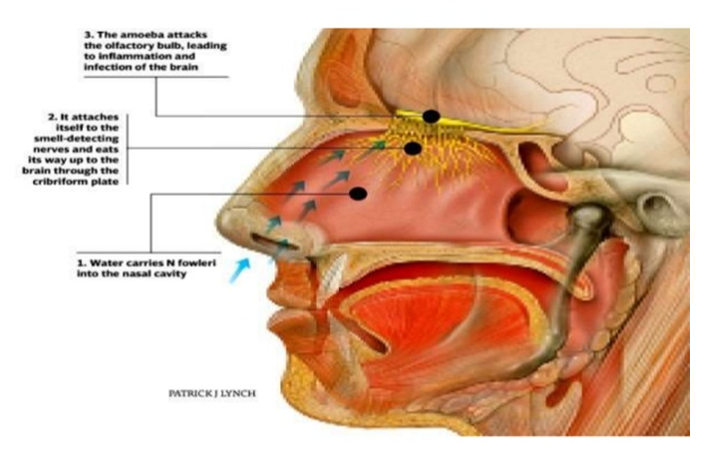 3. The amoeba attacks
the olfactory bulb, leading
to inflammation and
infection of the brain
2. It attaches
itself to the
smell-detecting
nerves and eats
its way up to the
brain through the
cribriform plate
1. Water carries N fowleri
into the nasal cavity
PATRICK J LYNCH